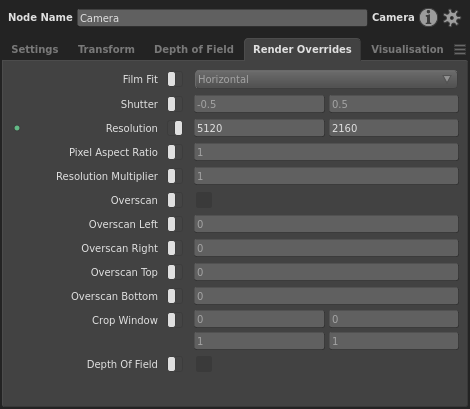 Node Name Camera Camera
Settings Transform Depth of Field Render Overrides Visualisation
Film Fit Horizontal
Shutter -0.5 0.5
Resolution 5120 2160
Pixel Aspect Ratio 1
Resolution Multiplier 1
Overscan
Overscan Left 0
Overscan Right 0
Overscan Top 0
Overscan Bottom 0
Crop Window 0 0
1 1
Depth Of Field